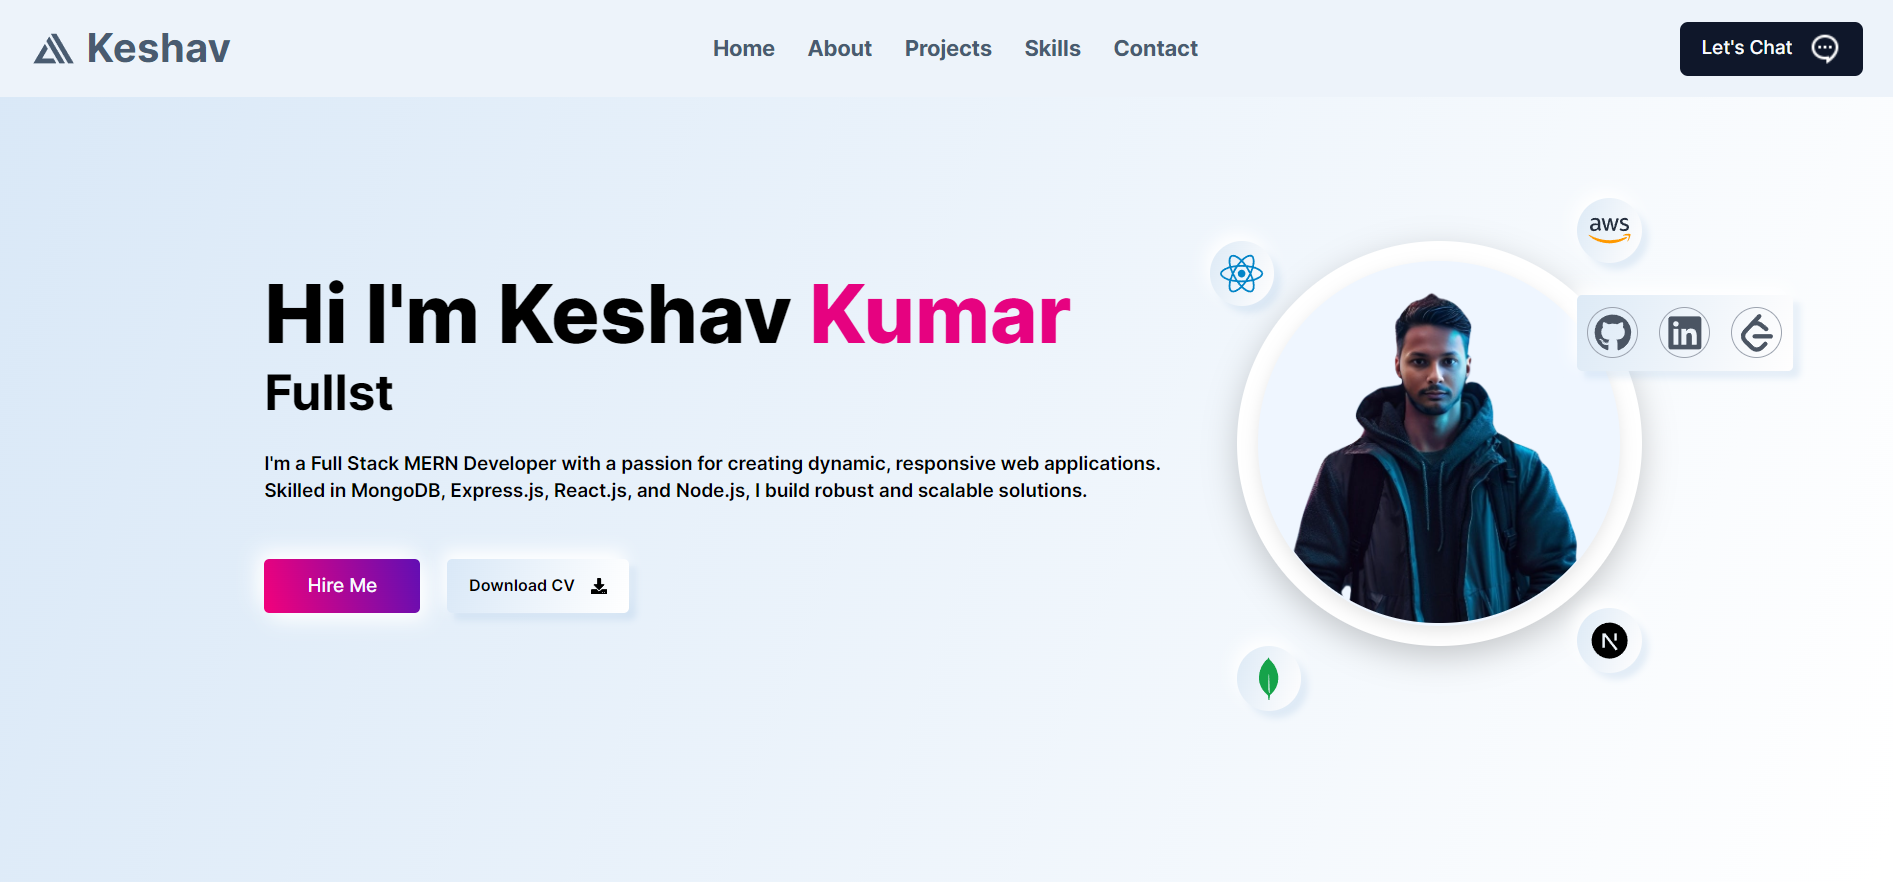 Keshav
Home About Projects Skills Contact
Let's Chat
aws
Hi I'm Keshav Kumar
Fullst
I'm a Full Stack MERN Developer with a passion for creating dynamic, responsive web applications.
Skilled in MongoDB, Express.js, React.js, and Node.js, I build robust and scalable solutions.
in
Hire Me
Download CV
N